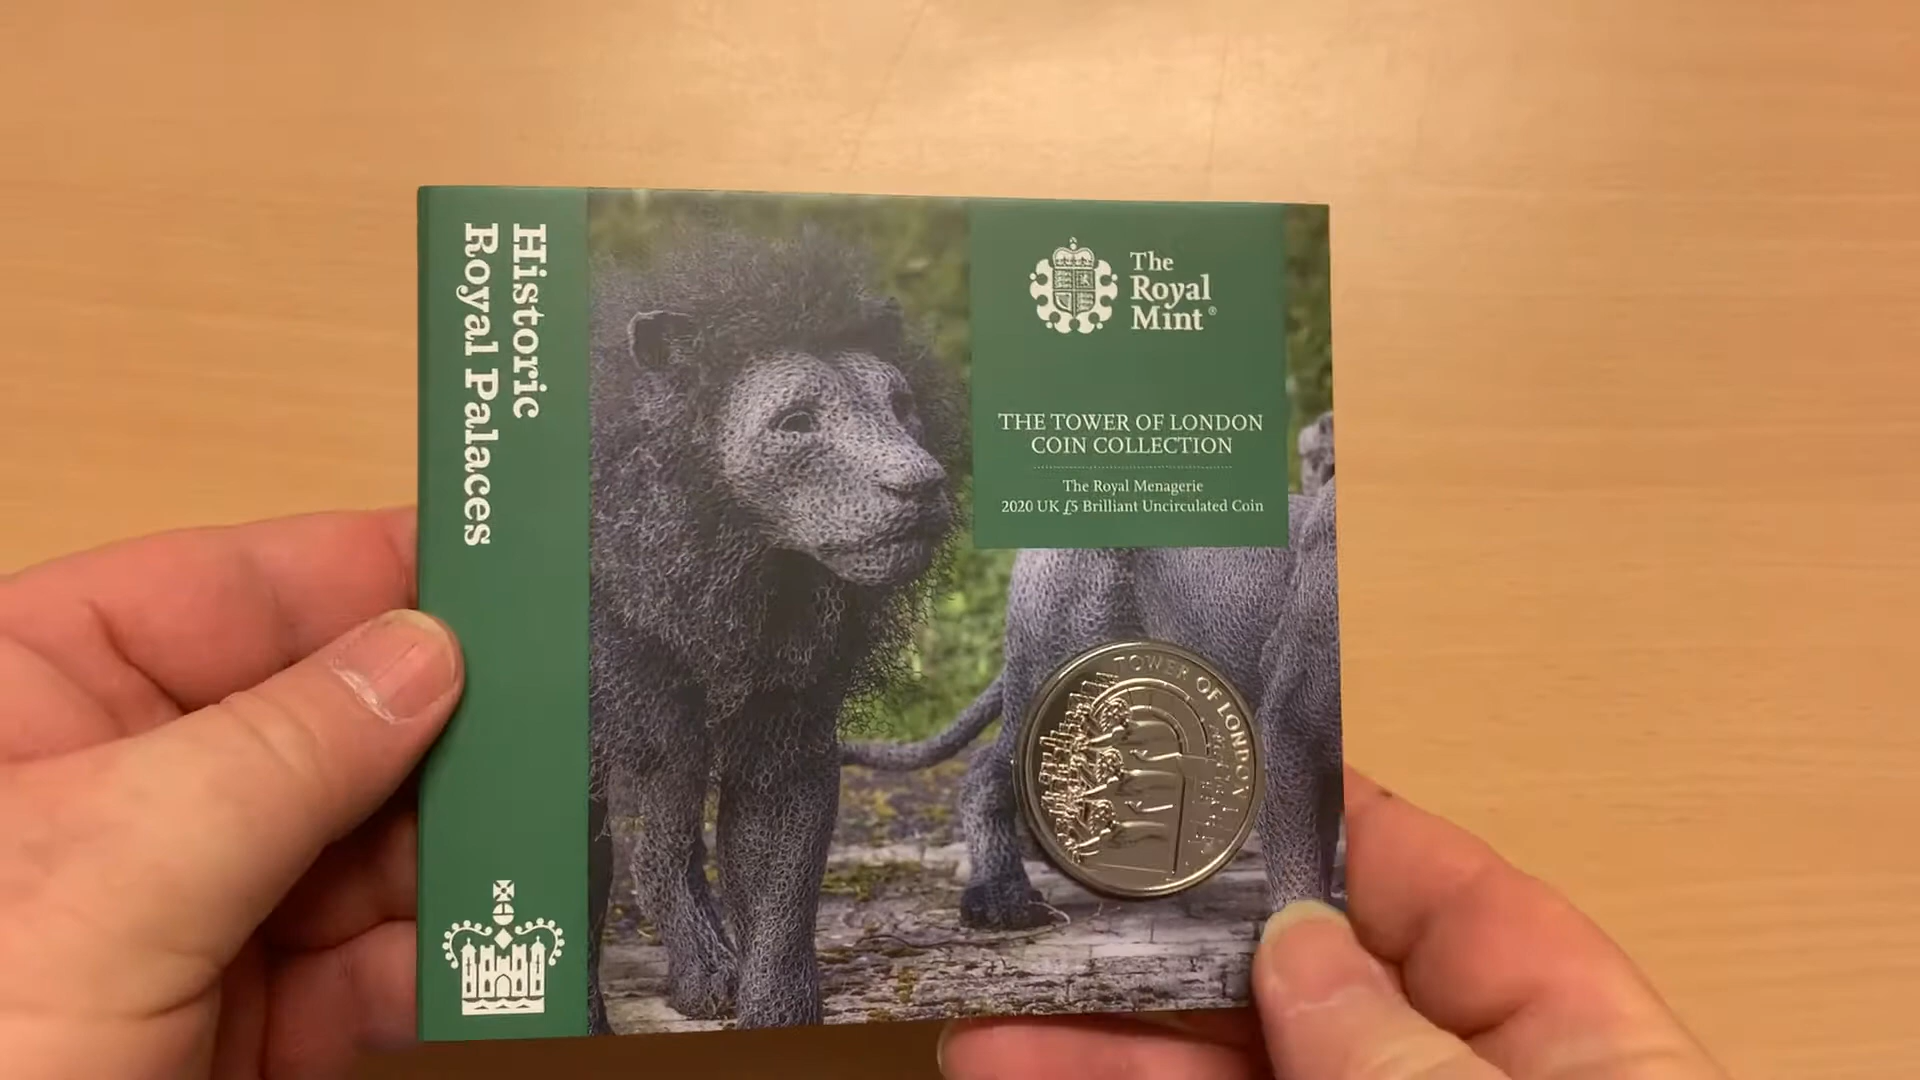 Historic
Royal Palaces
The
Royal
Mint®
THE TOWER OF LONDON
COIN COLLECTION
The Royal Menagerie
2020 UK £5 Brilliant Uncirculated Coin
TOWER OF LONDON